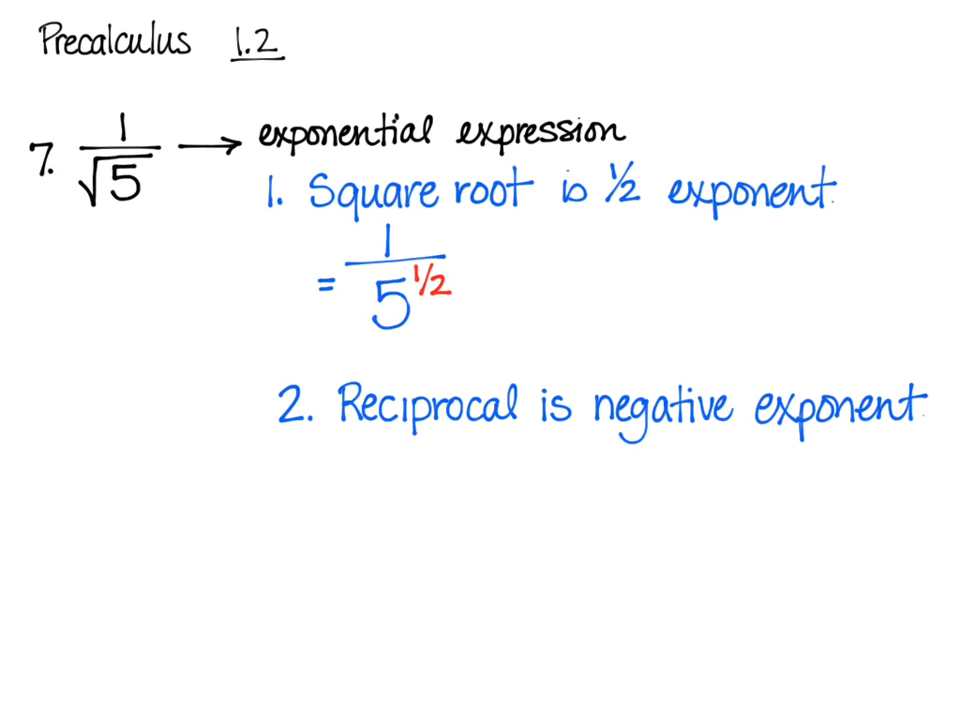 Precalculus 1.2
7. 1/√5 → exponential expression
1. Square root is 1/2 exponent.
= 1/5^1/2
2. Reciprocal is negative exponent.